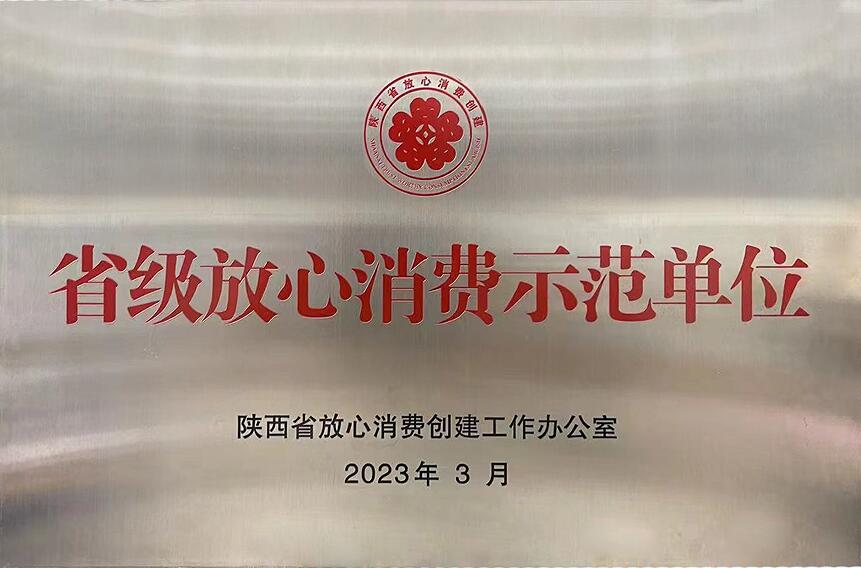 陕西省放心消费创建
省级放心消费示范单位
陕西省放心消费创建工作办公室
2023年 3 月